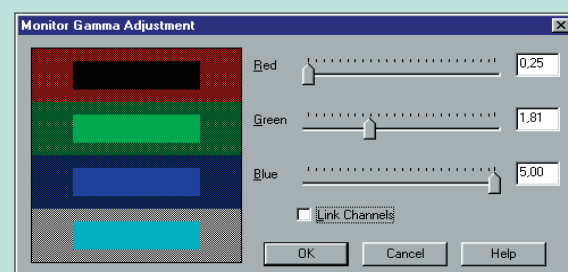 Monitor Gamma Adjustment
Red 0,25
Green 1,81
Blue 5,00
Link Channels
OK Cancel Help